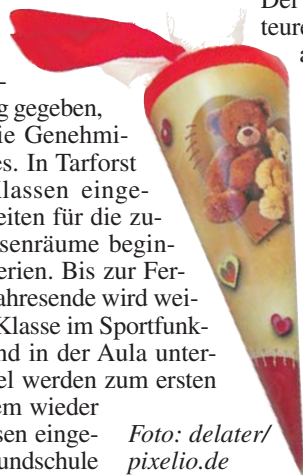 Der
teure
a
-
g gegeben,
ie Genehmi-
es. In Tarforst
lassen einge-
eiten für die zu-
senräume begin-
erien. Bis zur Fer-
ahresende wird wei-
Klasse im Sportfunk-
nd in der Aula unter-
el werden zum ersten
em wieder
sen einge-
undschule
Foto: delater/
pixelio.de